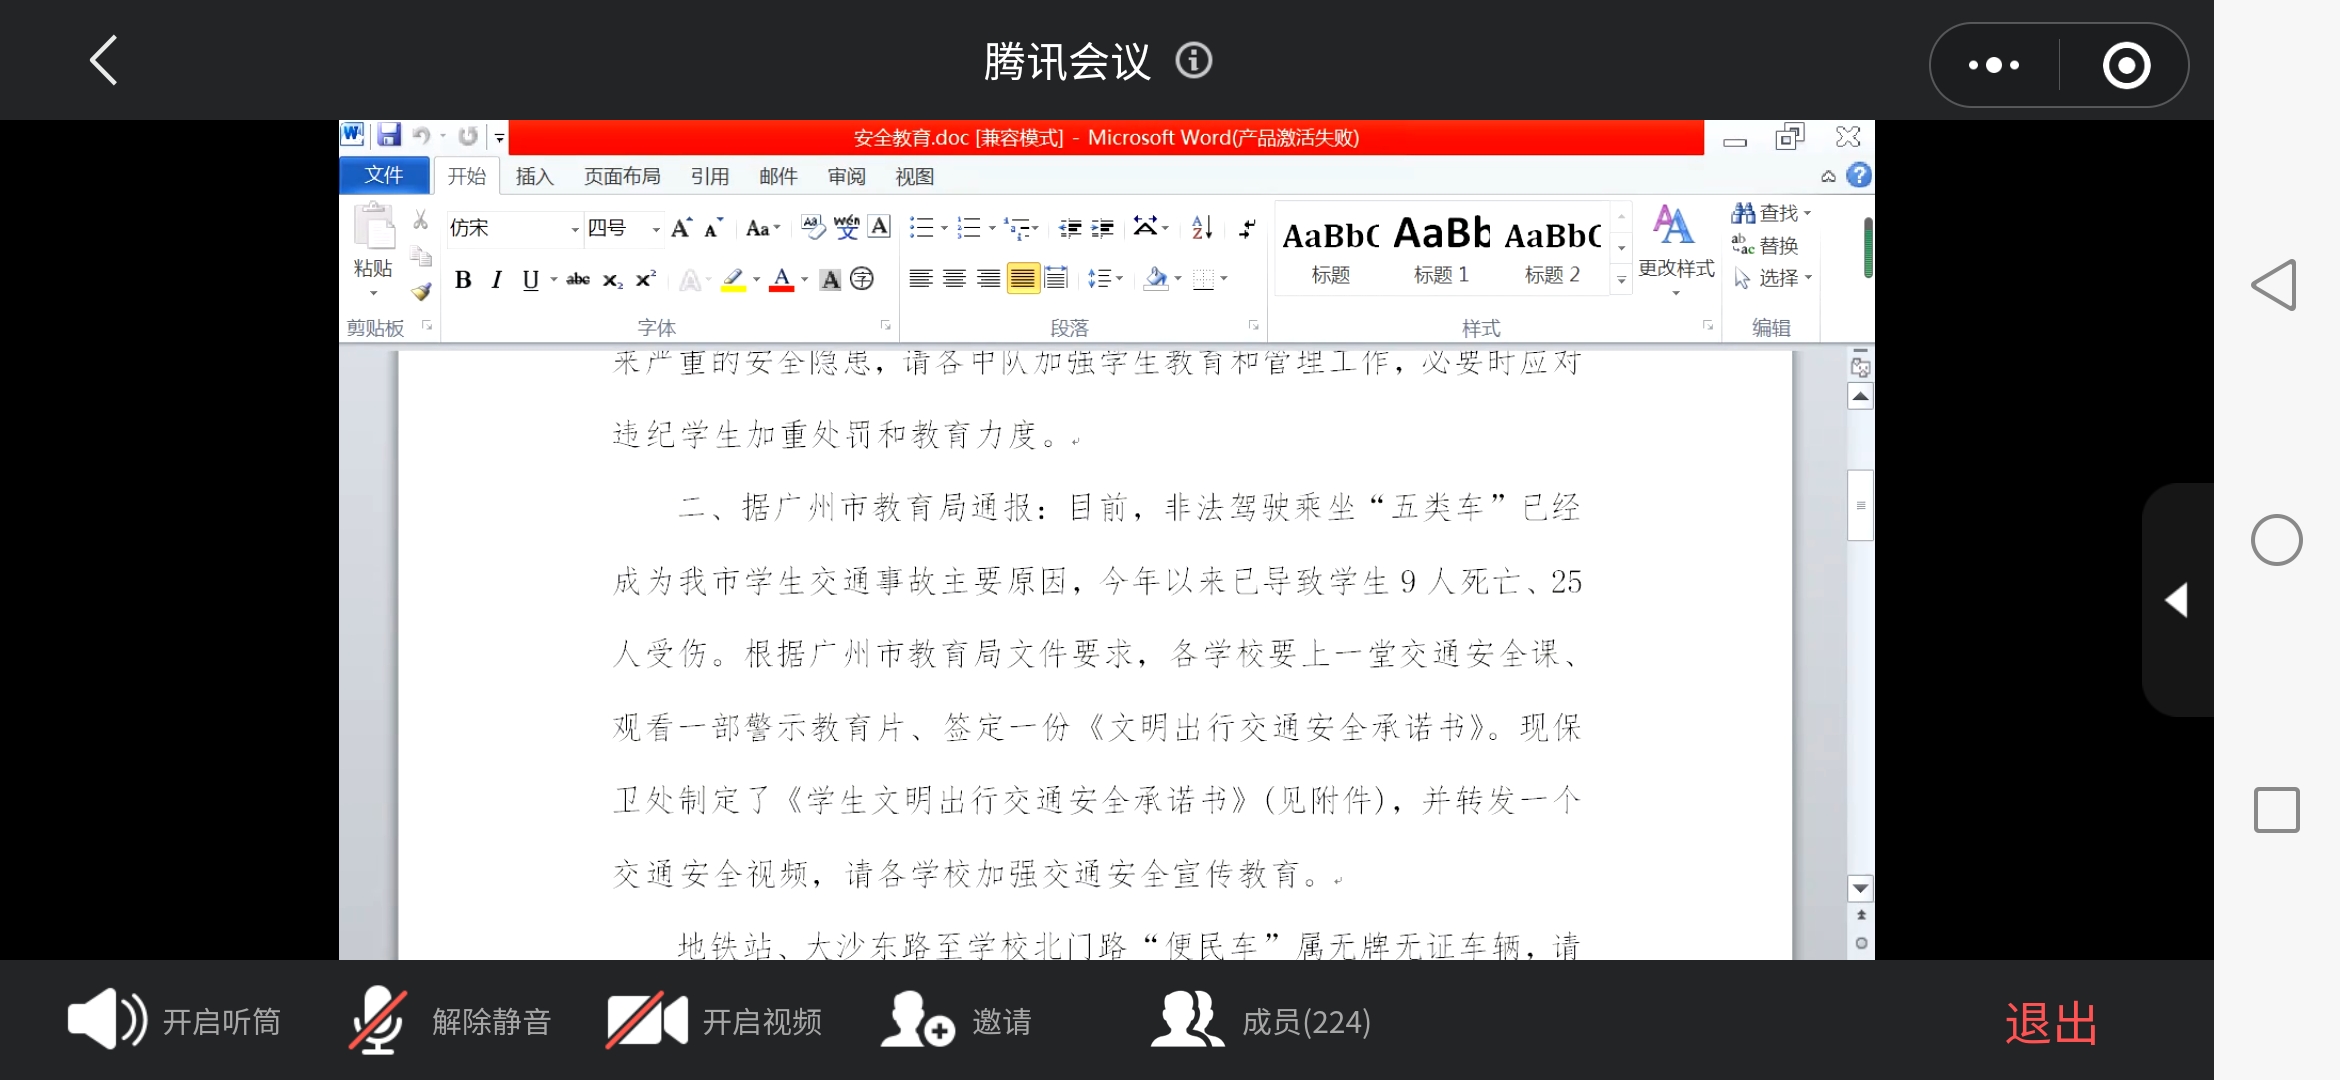 腾讯会议
安全教育.doc [兼容模式] - Microsoft Word(产品激活失败)
文件 开始 插入 页面布局 引用 邮件 审阅 视图
粘贴
剪贴板
仿宋 四号
字体
段落
AaBbC AaBb AaBbC
标题 标题 1 标题 2
样式
更改样式
查找
替换
选择
编辑
来严重的安全隐患，请各中队加强学生教育和管理工作，必要时应对
违纪学生加重处罚和教育力度。
二、据广州市教育局通报：目前，非法驾驶乘坐“五类车”已经
成为我市学生交通事故主要原因，今年以来已导致学生 9 人死亡、25
人受伤。根据广州市教育局文件要求，各学校要上一堂交通安全课、
观看一部警示教育片、签定一份《文明出行交通安全承诺书》。现保
卫处制定了《学生文明出行交通安全承诺书》(见附件)，并转发一个
交通安全视频，请各学校加强交通安全宣传教育。
地铁站、大沙东路至学校北门路“便民车”属无牌无证车辆，请
开启听筒 解除静音 开启视频 邀请 成员(224) 退出